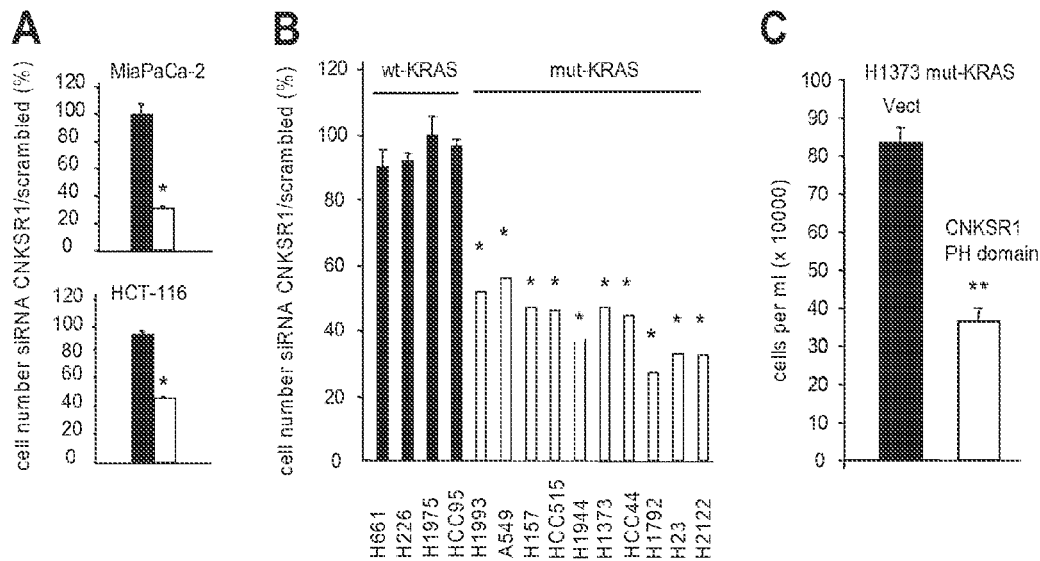 A
MiaPaCa-2
cell number siRNA CNKSR1/scrambled (%)
120
100
80
60
40
20
0
*
HCT-116
120
100
80
60
40
20
0
*
B
cell number siRNA CNKSR1/scrambled (%)
wt-KRAS
mut-KRAS
120
100
80
60
40
20
0
* * * * * * * * * *
H661
H226
H1975
HCC95
H1993
A549
H157
HCC515
H1944
H1373
HCC44
H1792
H23
H2122
C
H1373 mut-KRAS
cells per ml (x 10000)
100
90
80
70
60
50
40
30
20
10
0
Vect
CNKSR1
PH domain
**